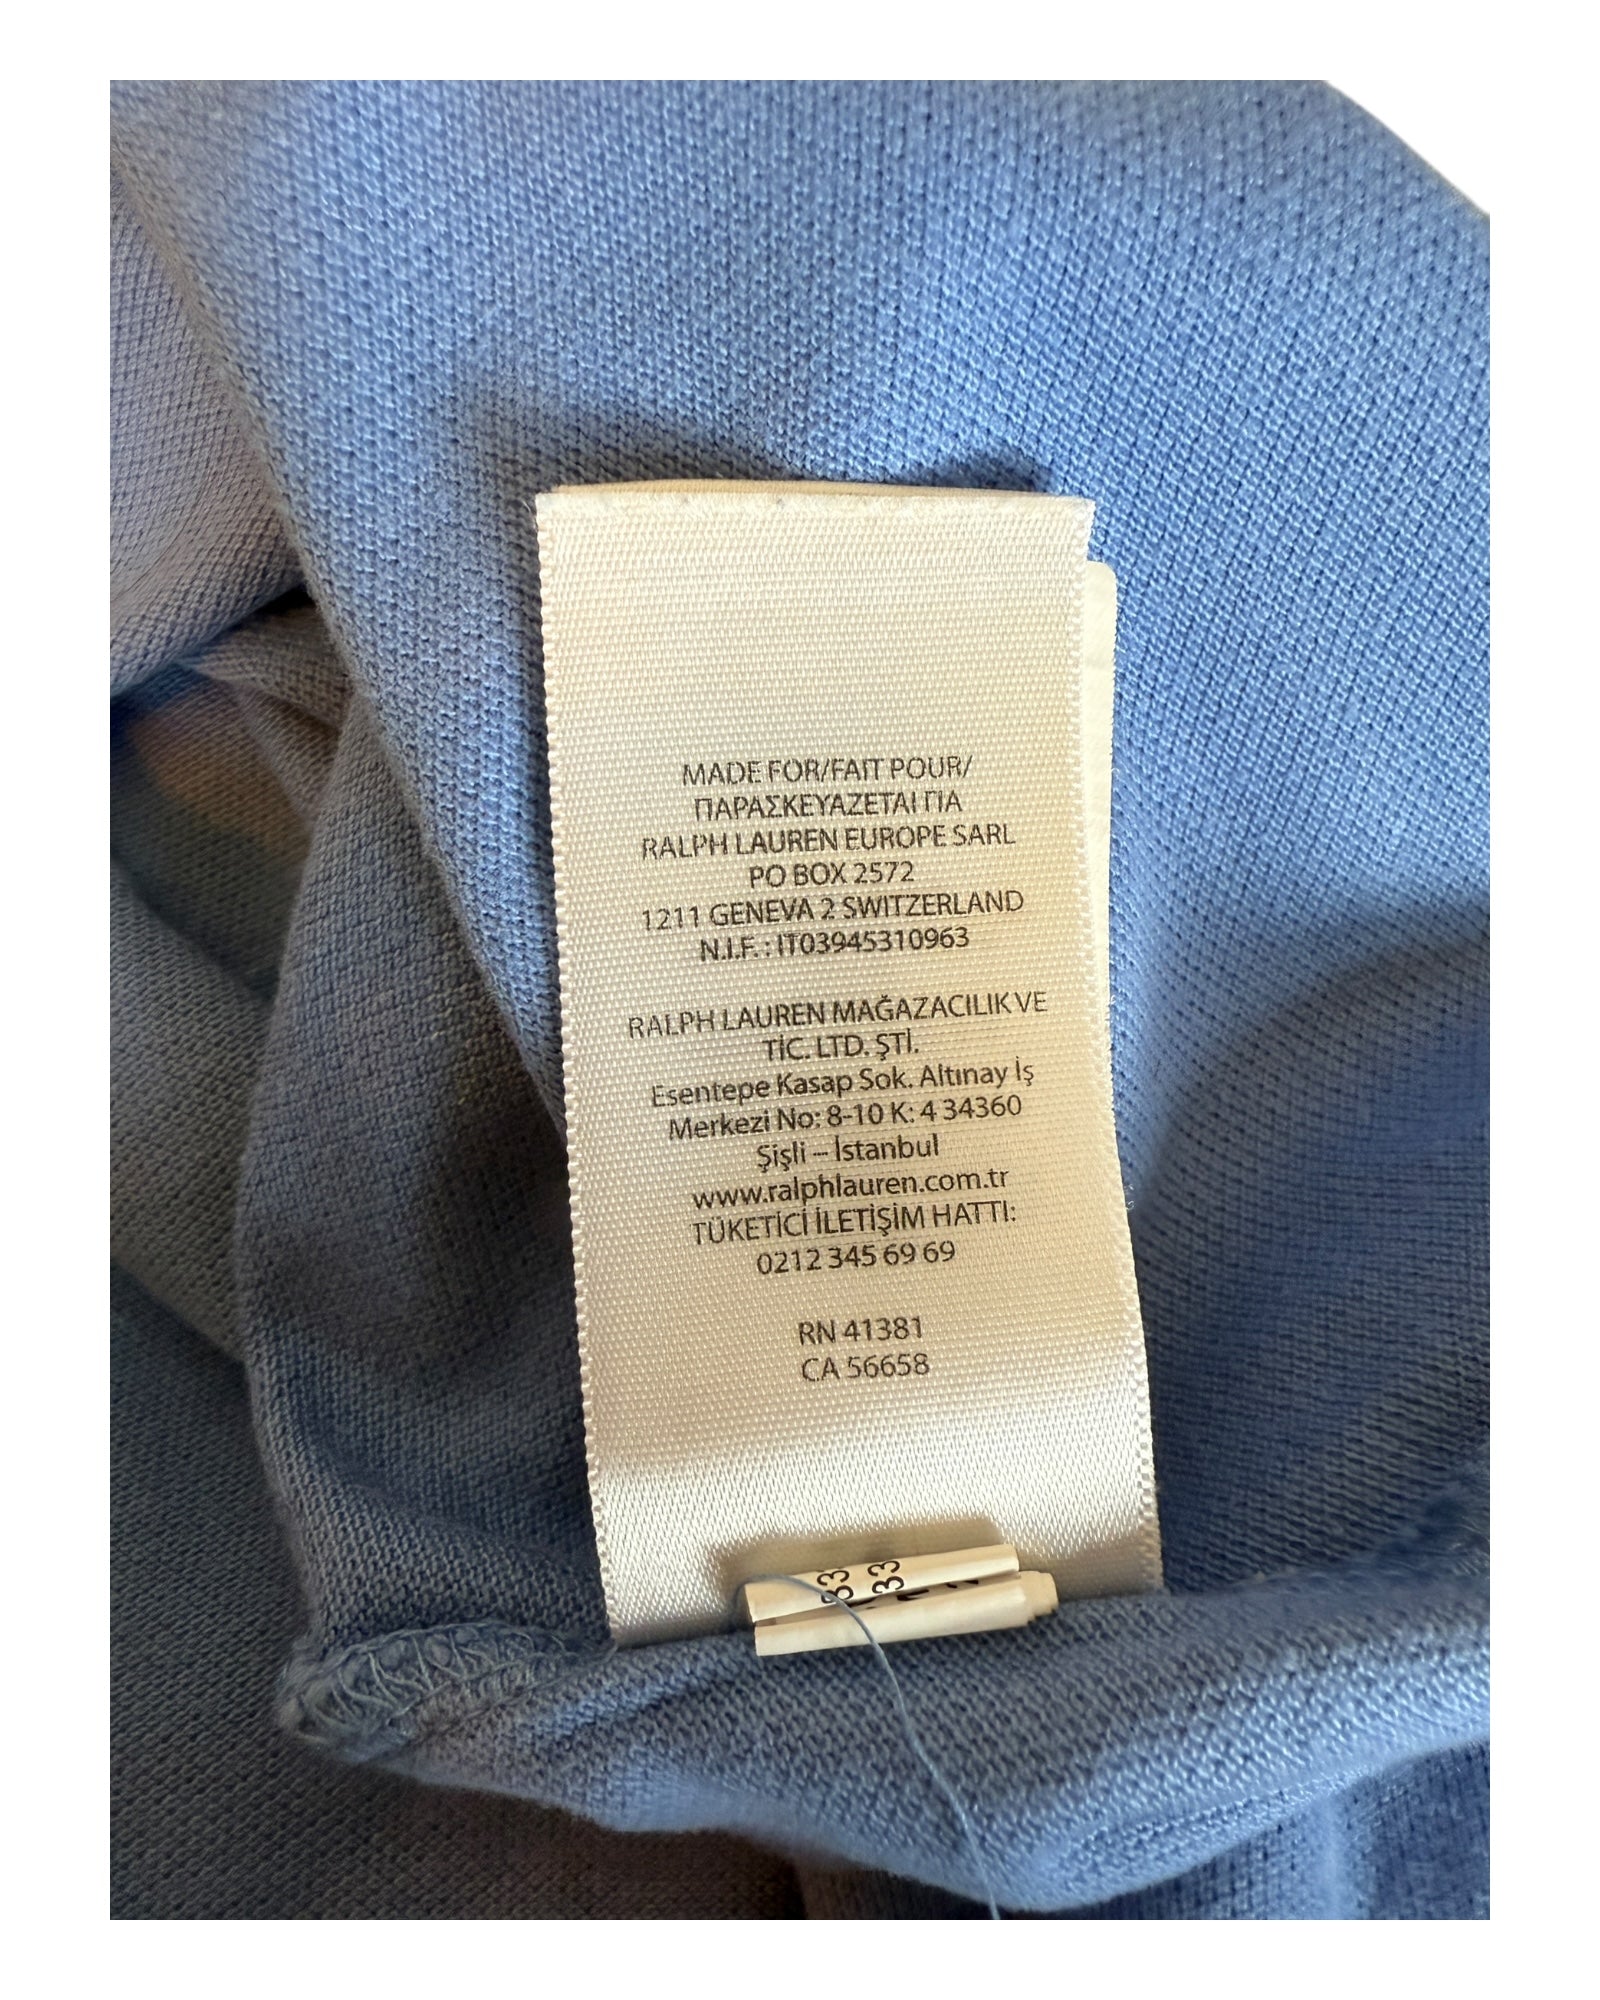 MADE FOR/FAIT POUR/
ΠΑΡΑΣΚΕΥΑΖΕΤΑΙ ΓΙΑ
RALPH LAUREN EUROPE SARL
PO BOX 2572
1211 GENEVA 2 SWITZERLAND
N.I.F. : IT03945310963
RALPH LAUREN MAĞAZACILIK VE
TİC. LTD. ŞTİ.
Esentepe Kasap Sok. Altınay İş
Merkezi No: 8-10 K: 4 34360
Şişli – İstanbul
www.ralphlauren.com.tr
TÜKETİCİ İLETİŞİM HATTI:
0212 345 69 69
RN 41381
CA 56658